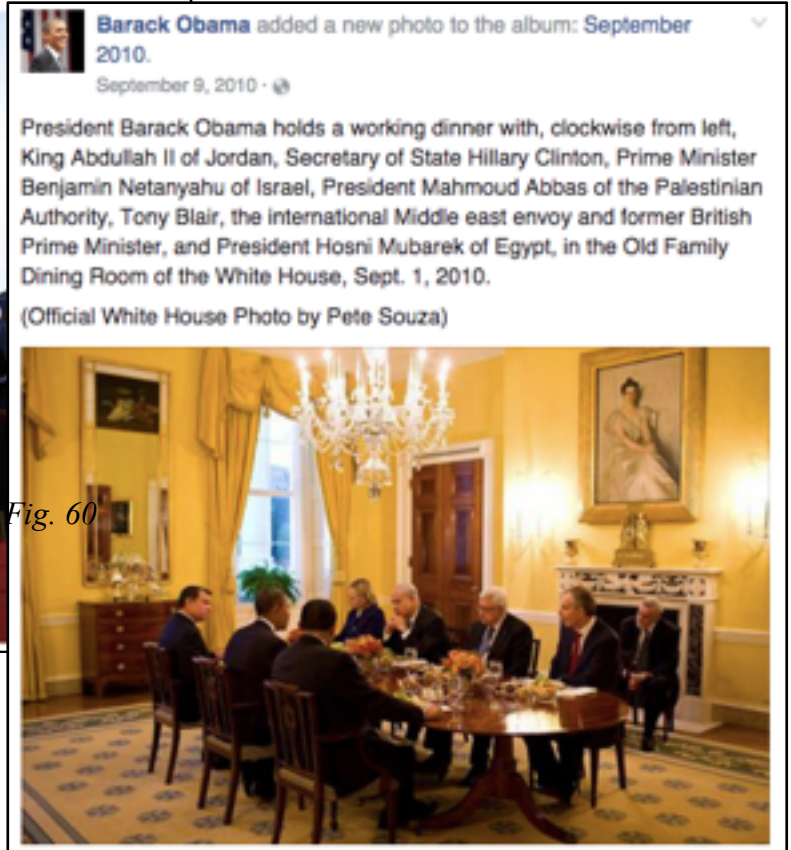 Barack Obama added a new photo to the album: September
2010.
September 9, 2010 ·
President Barack Obama holds a working dinner with, clockwise from left,
King Abdullah II of Jordan, Secretary of State Hillary Clinton, Prime Minister
Benjamin Netanyahu of Israel, President Mahmoud Abbas of the Palestinian
Authority, Tony Blair, the international Middle east envoy and former British
Prime Minister, and President Hosni Mubarek of Egypt, in the Old Family
Dining Room of the White House, Sept. 1, 2010.
(Official White House Photo by Pete Souza)
Fig. 60